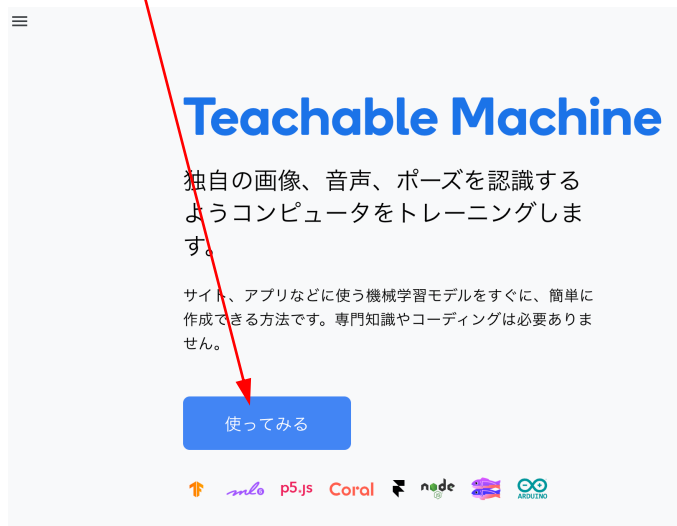 Teachable Machine
独自の画像、音声、ポーズを認識する
ようコンピュータをトレーニングしま
す。
サイト、アプリなどに使う機械学習モデルをすぐに、簡単に
作成できる方法です。専門知識やコーディングは必要ありま
せん。
使ってみる
ml5 p5.js Coral node JS ARDUINO